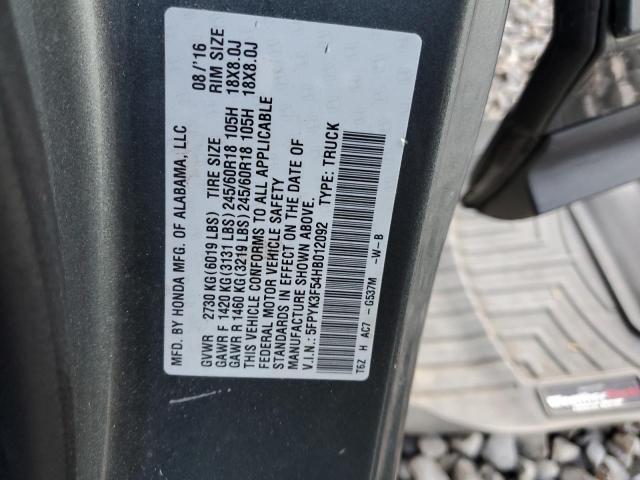 MFD. BY HONDA MFG. OF ALABAMA, LLC 08/'16
GVWR 2730 KG(6019 LBS) TIRE SIZE RIM SIZE
GAWR F 1420 KG(3131 LBS) 245/60R18 105H 18X8.0J
GAWR R 1460 KG(3219 LBS) 245/60R18 105H 18X8.0J
THIS VEHICLE CONFORMS TO ALL APPLICABLE
FEDERAL MOTOR VEHICLE SAFETY
STANDARDS IN EFFECT ON THE DATE OF
MANUFACTURE SHOWN ABOVE.
V.I.N.: 5FPYK3F54HB012092 TYPE: TRUCK
T6Z H AC7 -G537M -W-B